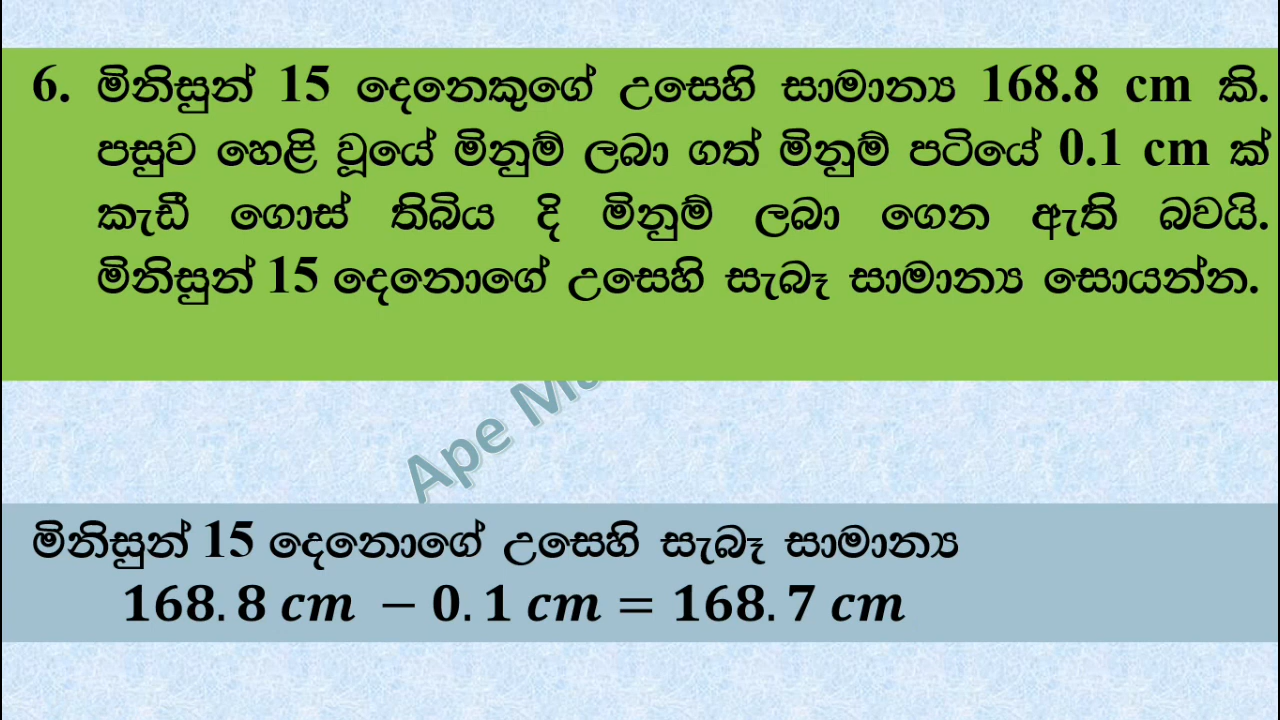 6. මිනිසුන් 15 දෙනෙකුගේ උසෙහි සාමාන්‍ය 168.8 cm කි.
පසුව හෙළි වූයේ මිනුම් ලබා ගත් මිනුම් පටියේ 0.1 cm ක්
කැඩී ගොස් තිබිය දි මිනුම් ලබා ගෙන ඇති බවයි.
මිනිසුන් 15 දෙනොගේ උසෙහි සැබෑ සාමාන්‍ය සොයන්න.
Ape
මිනිසුන් 15 දෙනොගේ උසෙහි සැබෑ සාමාන්‍ය
168.8 cm − 0.1 cm = 168.7 cm